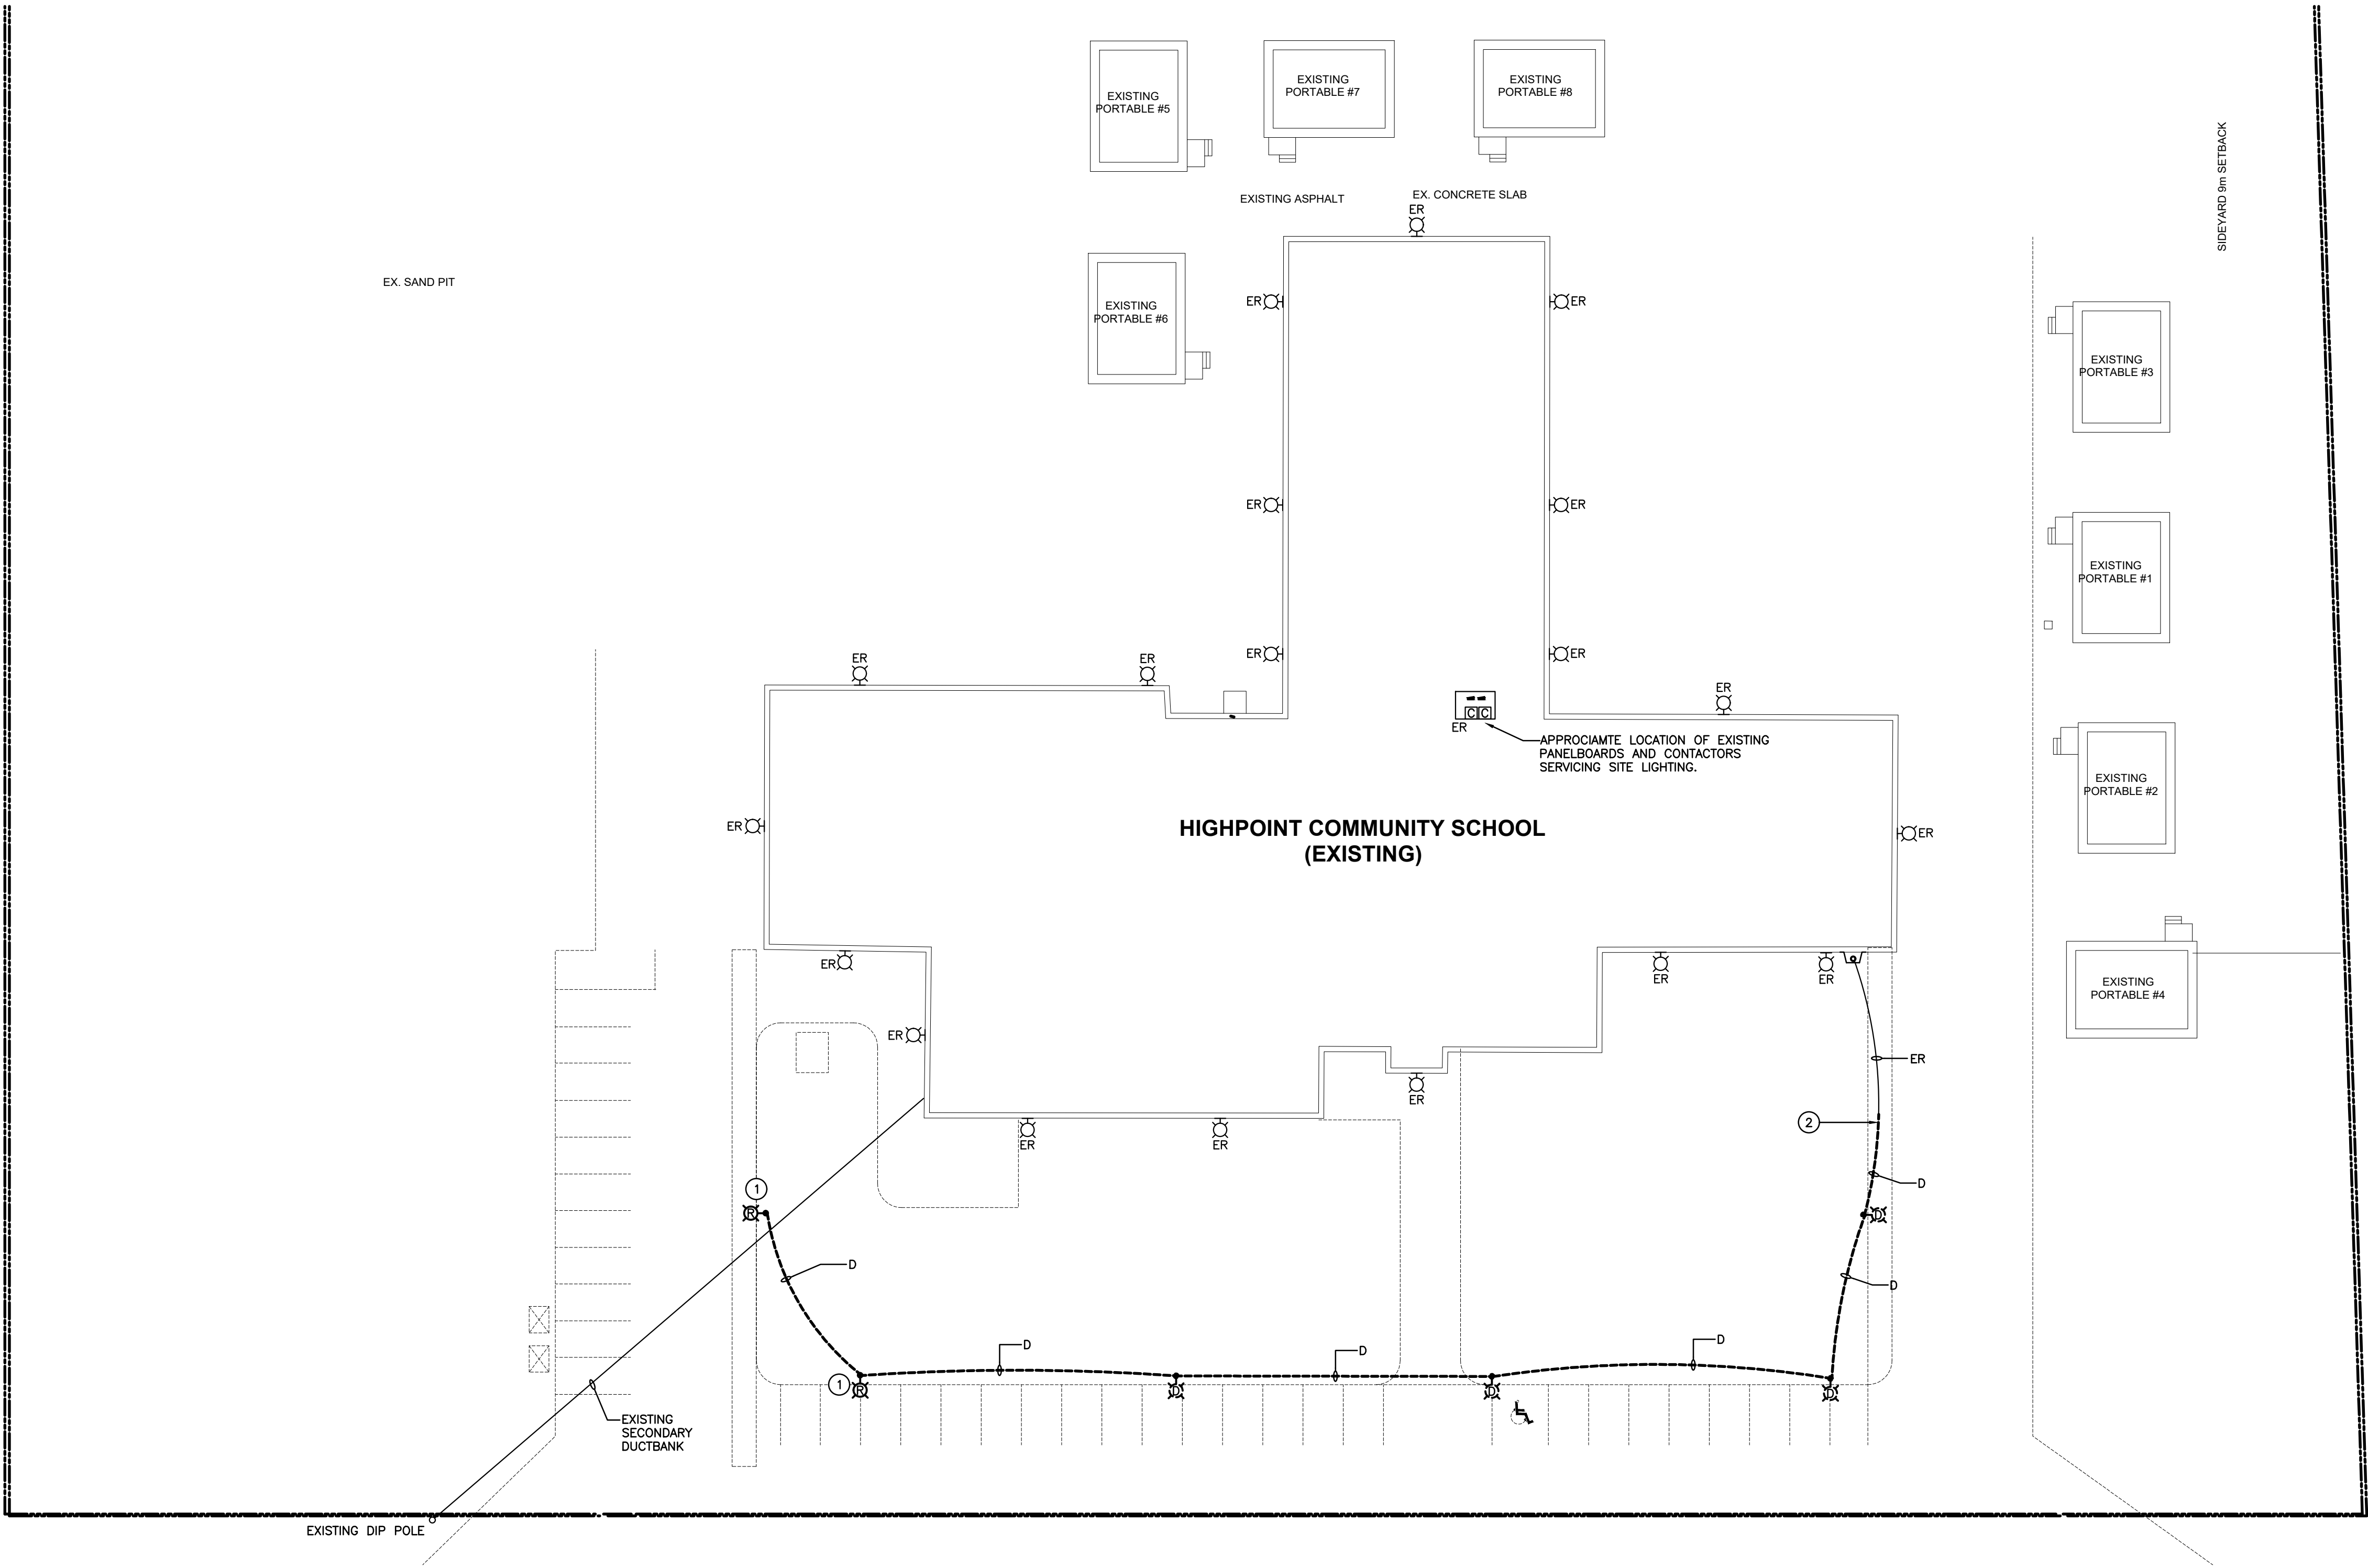 EXISTING
PORTABLE #5
EXISTING
PORTABLE #7
EXISTING
PORTABLE #8
SIDEYARD 9m SETBACK
EXISTING ASPHALT
EX. CONCRETE SLAB
ER
EX. SAND PIT
EXISTING
PORTABLE #6
ER
ER
EXISTING
PORTABLE #3
ER
ER
EXISTING
PORTABLE #1
ER
ER
ER
ER
ER
C C
ER
APPROCIAMTE LOCATION OF EXISTING
PANELBOARDS AND CONTACTORS
SERVICING SITE LIGHTING.
EXISTING
PORTABLE #2
HIGHPOINT COMMUNITY SCHOOL
(EXISTING)
ER
ER
ER
ER
ER
EXISTING
PORTABLE #4
ER
ER
ER
ER
ER
2
D
1
R
D
D
D
D
D
D
1
R
D
D
D
EXISTING
SECONDARY
DUCTBANK
EXISTING DIP POLE